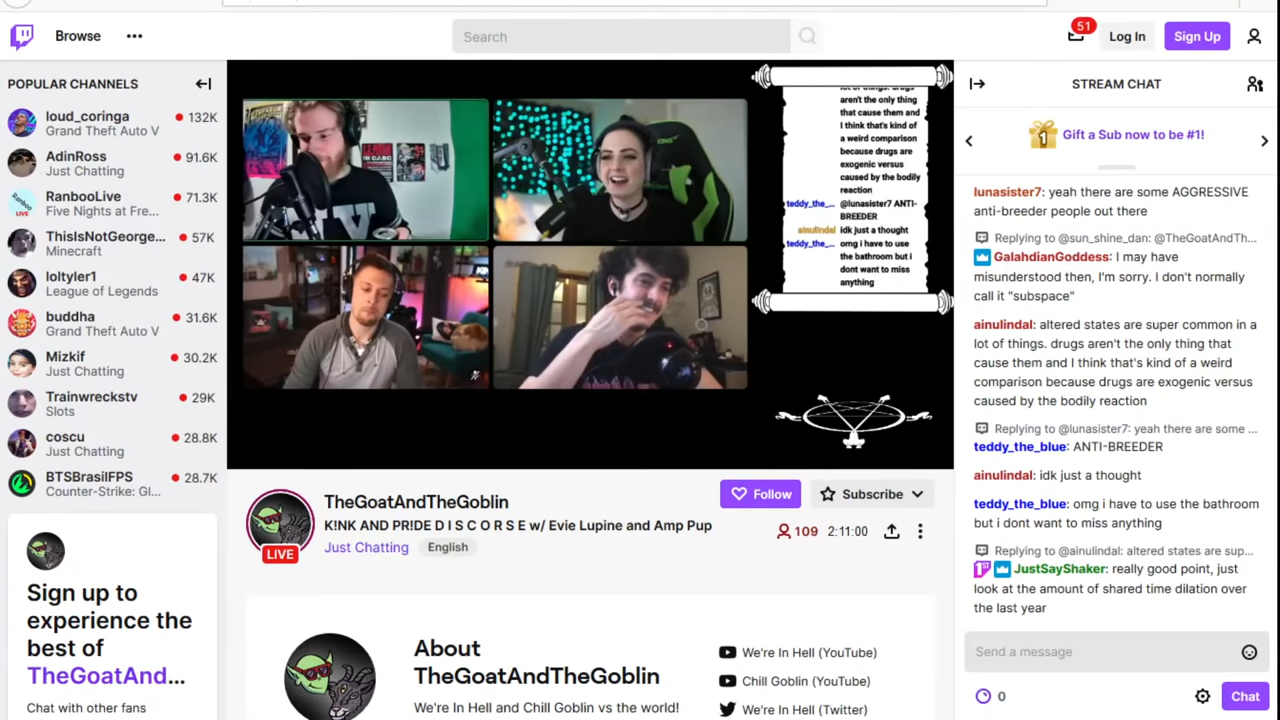 Browse
Search
51
Log In
Sign Up
POPULAR CHANNELS
loud_coringa
132K
Grand Theft Auto V
AdinRoss
91.6K
Just Chatting
RanbooLive
71.3K
Five Nights at Fre...
ThisIsNotGeorge...
57K
Minecraft
loltyler1
47K
League of Legends
buddha
31.6K
Grand Theft Auto V
Mizkif
30.2K
Just Chatting
Trainwreckstv
29K
Slots
coscu
28.8K
Just Chatting
BTSBrasilFPS
28.7K
Counter-Strike: Gl...
Sign up to
experience the
best of
TheGoatAnd...
Chat with other fans
lot of things. drugs
aren't the only thing
that cause them and
I think that's kind of
a weird comparison
because drugs are
exogenic versus
caused by the bodily
reaction
teddy_the_... @lunasister7 ANTI-
BREEDER
ainulindal idk just a thought
teddy_the_... omg i have to use
the bathroom but i
dont want to miss
anything
TheGoatAndTheGoblin
K!NK AND PR!DE D I S C O R S E w/ Evie Lupine and Amp Pup
Just Chatting
English
LIVE
Follow
Subscribe
109
2:11:00
About
TheGoatAndTheGoblin
We're In Hell and Chill Goblin vs the world!
We're In Hell (YouTube)
Chill Goblin (YouTube)
We're In Hell (Twitter)
STREAM CHAT
1
Gift a Sub now to be #1!
lunasister7: yeah there are some AGGRESSIVE
anti-breeder people out there
Replying to @sun_shine_dan: @TheGoatAndTh...
GalahdianGoddess: I may have
misunderstood then, I'm sorry. I don't normally
call it "subspace"
ainulindal: altered states are super common in a
lot of things. drugs aren't the only thing that
cause them and I think that's kind of a weird
comparison because drugs are exogenic versus
caused by the bodily reaction
Replying to @lunasister7: yeah there are some ...
teddy_the_blue: ANTI-BREEDER
ainulindal: idk just a thought
teddy_the_blue: omg i have to use the bathroom
but i dont want to miss anything
Replying to @ainulindal: altered states are sup...
1ST JustSayShaker: really good point, just
look at the amount of shared time dilation over
the last year
Send a message
0
Chat